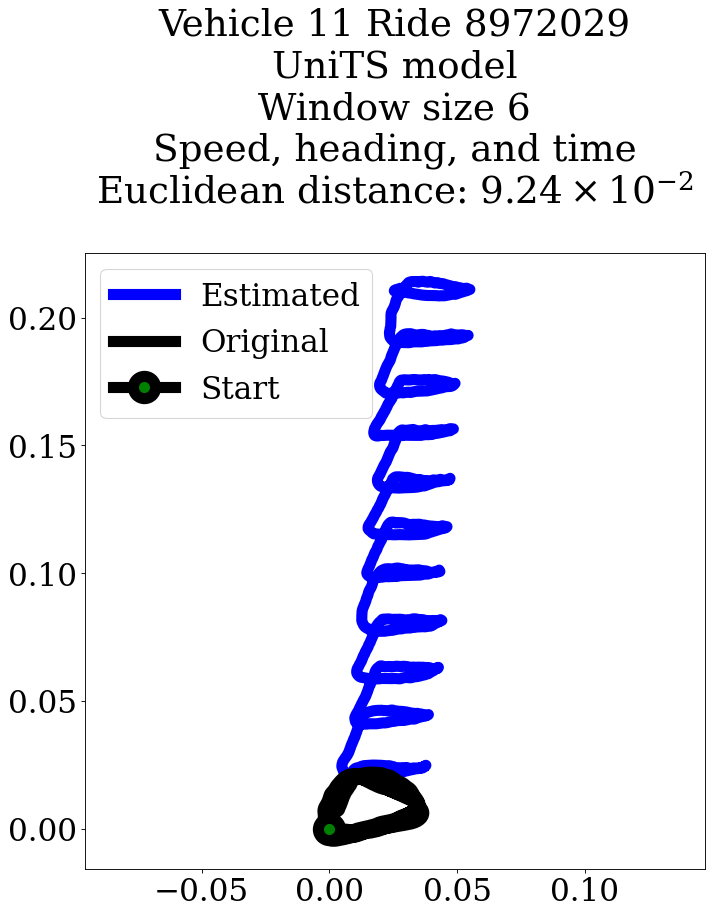 Vehicle 11 Ride 8972029
UniTS model
Window size 6
Speed, heading, and time
Euclidean distance: 9.24 × 10⁻²
Estimated
Original
Start
0.20
0.15
0.10
0.05
0.00
−0.05 0.00 0.05 0.10